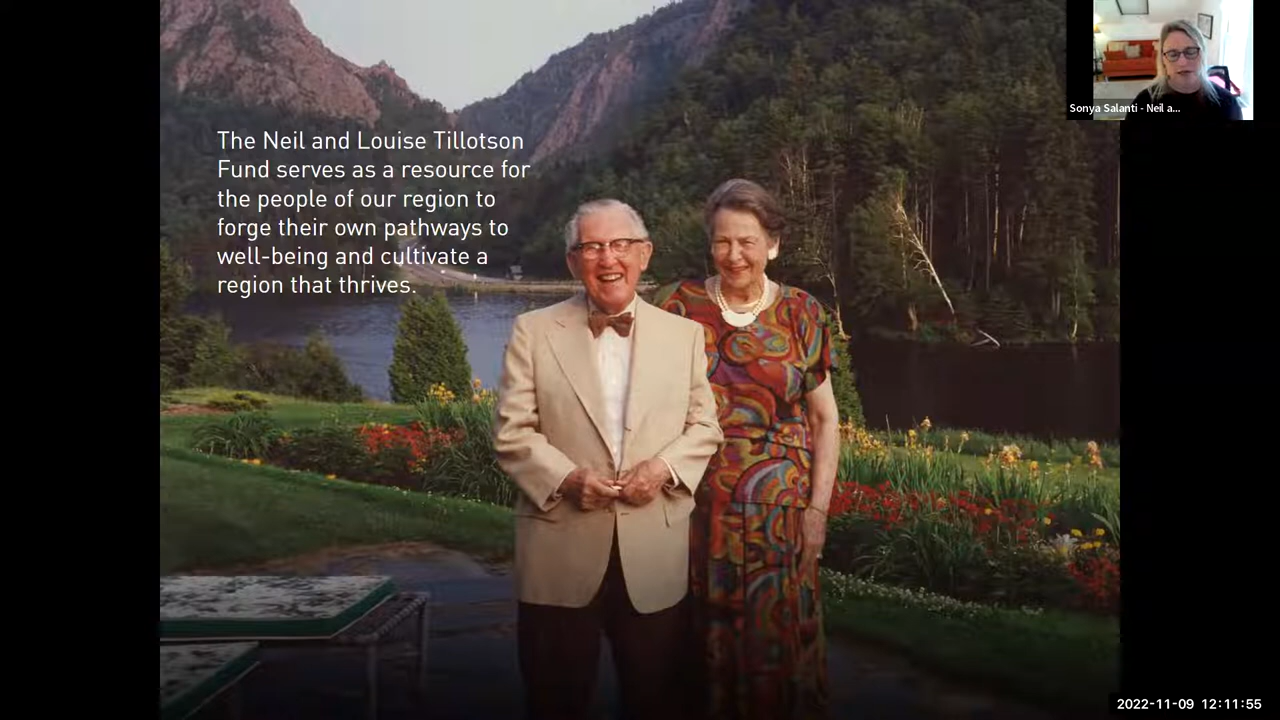 The Neil and Louise Tillotson
Fund serves as a resource for
the people of our region to
forge their own pathways to
well-being and cultivate a
region that thrives.
Sonya Salanti - Neil a...
2022-11-09 12:11:55